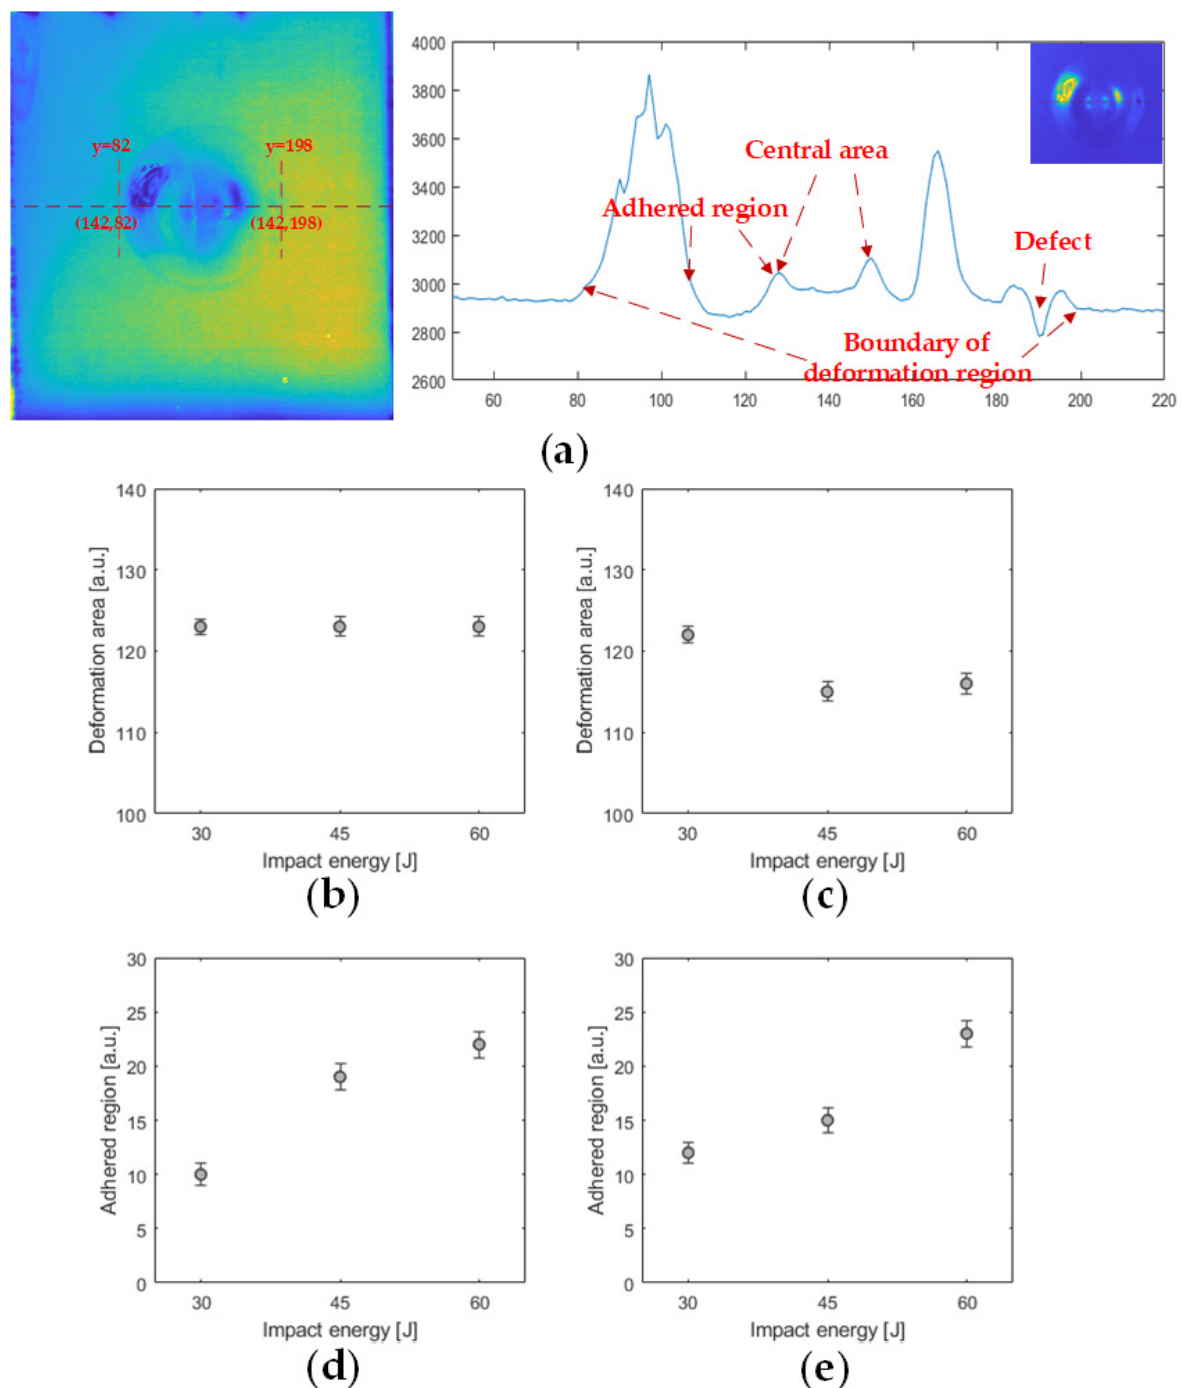 y=82
y=198
(142,82)
(142,198)
4000
3800
3600
3400
3200
3000
2800
2600
60
80
100
120
140
160
180
200
220
Central area
Adhered region
Defect
Boundary of
deformation region
(a)
140
130
120
110
100
Deformation area [a.u.]
30
45
60
Impact energy [J]
(b)
140
130
120
110
100
Deformation area [a.u.]
30
45
60
Impact energy [J]
(c)
30
25
20
15
10
5
0
Adhered region [a.u.]
30
45
60
Impact energy [J]
(d)
30
25
20
15
10
5
0
Adhered region [a.u.]
30
45
60
Impact energy [J]
(e)